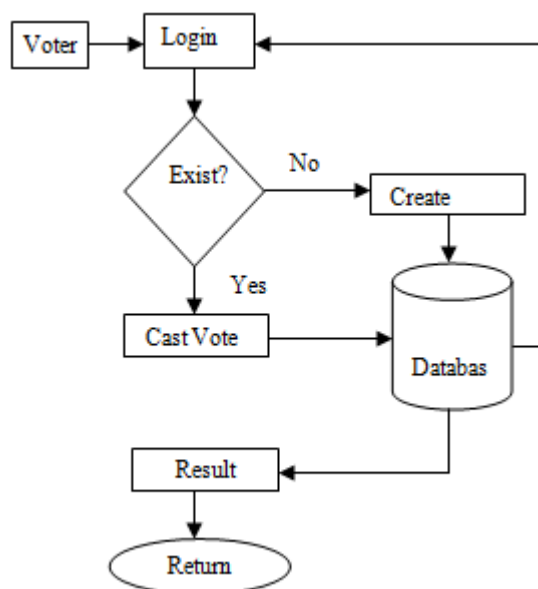 Voter
Login
Exist?
No
Create
Yes
Cast Vote
Databas
Result
Return